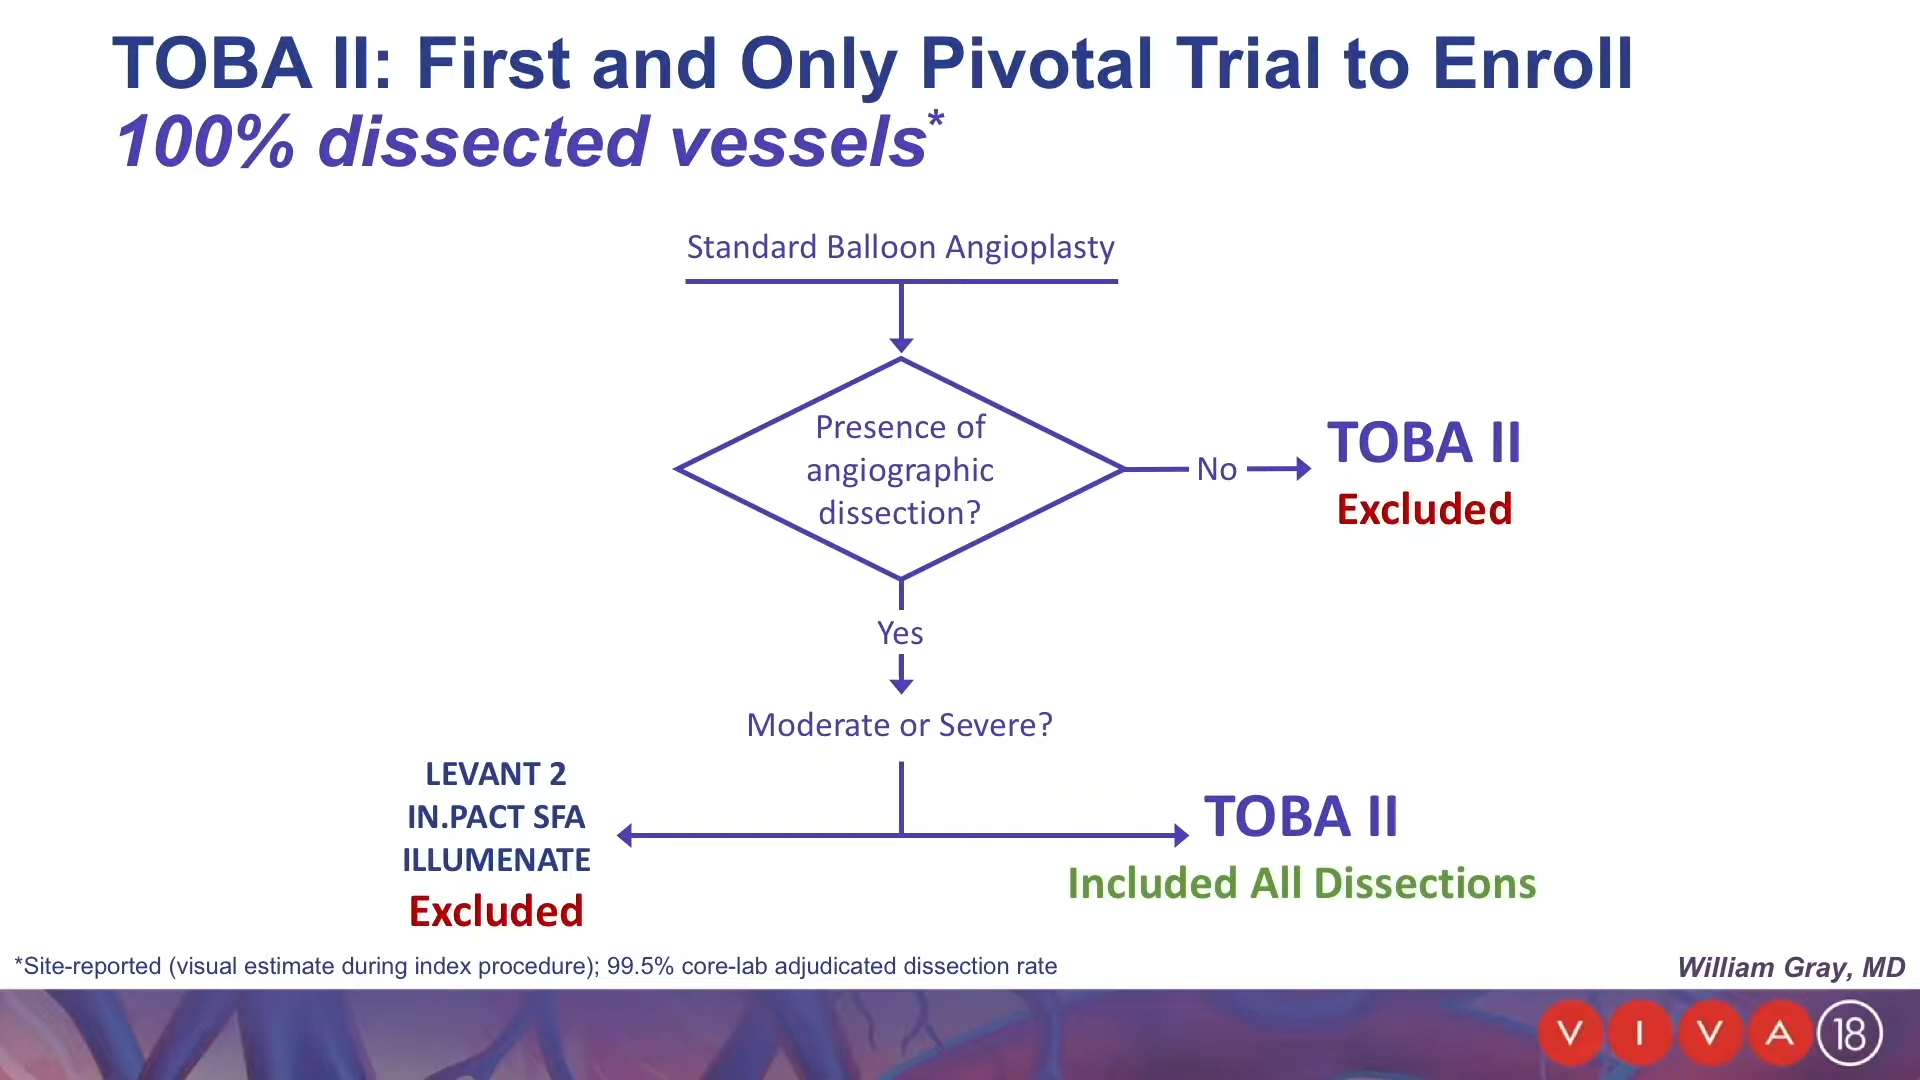 TOBA II: First and Only Pivotal Trial to Enroll
100% dissected vessels*
Standard Balloon Angioplasty
Presence of
angiographic
dissection?
No
TOBA II
Excluded
Yes
Moderate or Severe?
LEVANT 2
IN.PACT SFA
ILLUMENATE
Excluded
TOBA II
Included All Dissections
*Site-reported (visual estimate during index procedure); 99.5% core-lab adjudicated dissection rate
William Gray, MD
VIVA 18